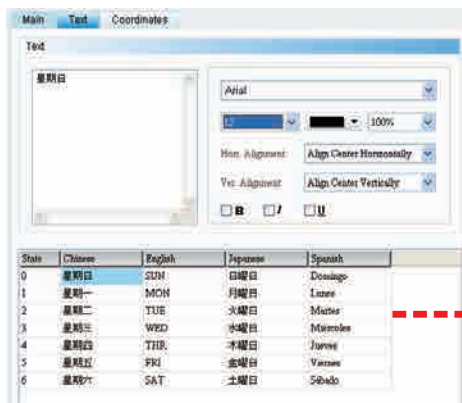 Main Text Coordinates
Text
星期日
Arial
12
100%
Hori. Alignment Align Center Horizontally
Ver. Alignment Align Center Vertically
B I U
State Chinese English Japanese Spanish
0 星期日 SUN 日曜日 Domingo
1 星期一 MON 月曜日 Lunes
2 星期二 TUE 火曜日 Martes
3 星期三 WED 水曜日 Miercoles
4 星期四 THR 木曜日 Jueves
5 星期五 FRI 金曜日 Viernes
6 星期六 SAT 土曜日 Sábado